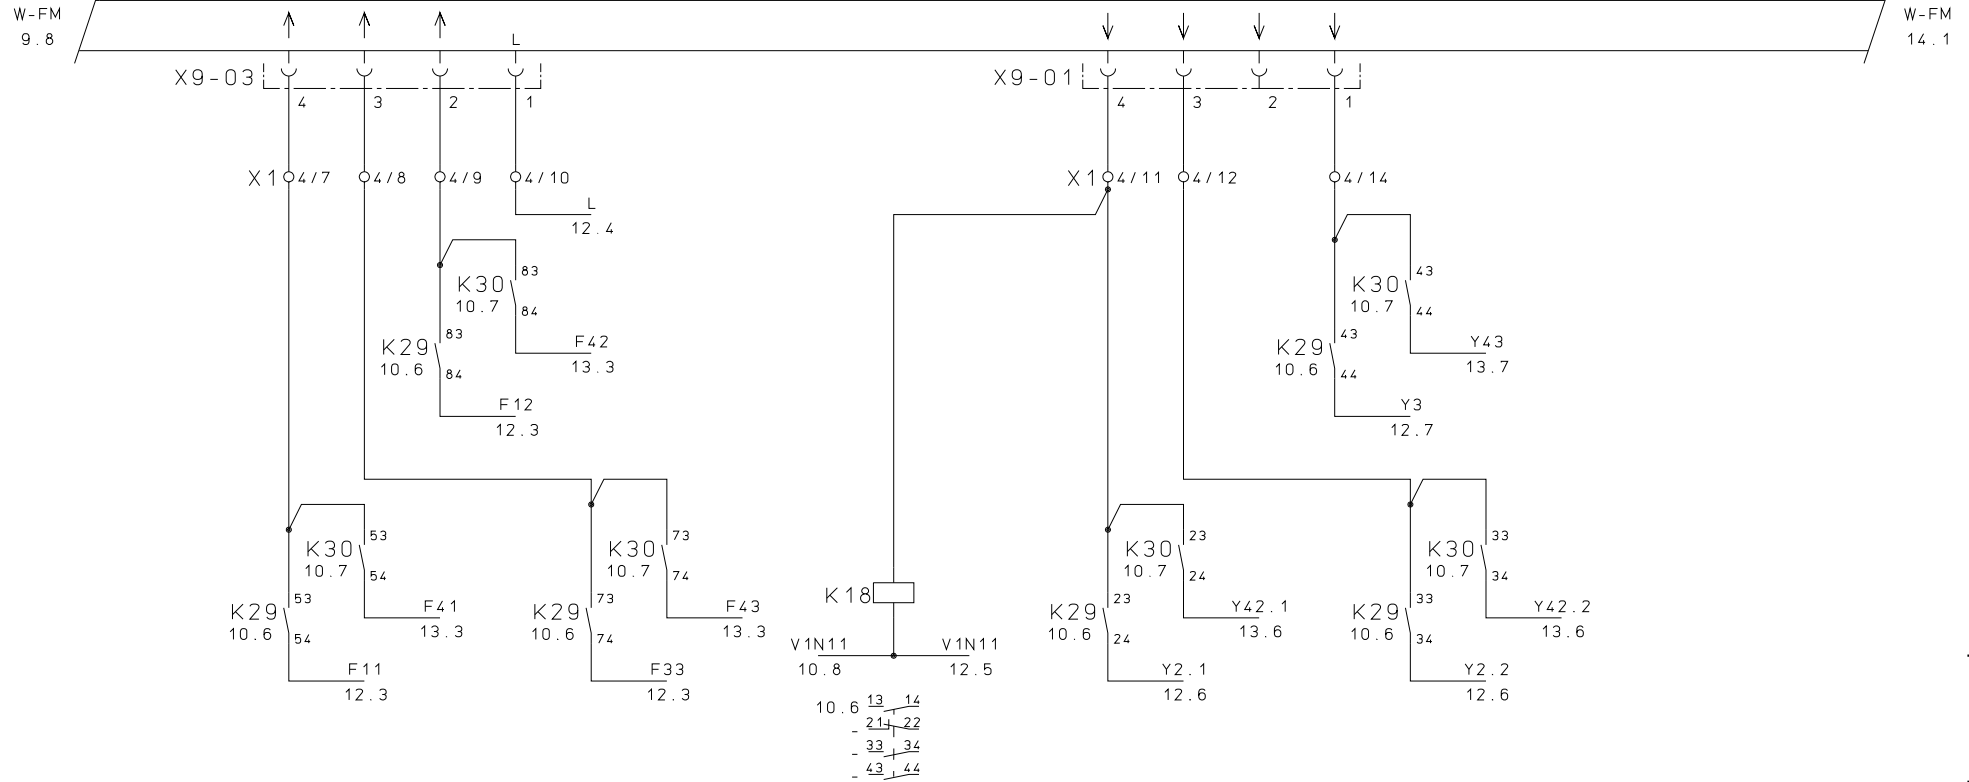 W-FM
9.8
L
W-FM
14.1
X9-03
4 3 2 1
X9-01
4 3 2 1
X1 4/7 4/8 4/9 4/10
X1 4/11 4/12 4/14
L
12.4
83
K30
10.7
84
83
K29
10.6
84
F42
13.3
F12
12.3
43
K30
10.7
44
43
K29
10.6
44
Y43
13.7
Y3
12.7
53
K30
10.7
54
53
K29
10.6
54
F41
13.3
F11
12.3
73
K30
10.7
74
73
K29
10.6
74
F43
13.3
F33
12.3
K18
V1N11
10.8
V1N11
12.5
10.6 13 14
- 21 22
- 33 34
- 43 44
23
K30
10.7
24
23
K29
10.6
24
Y42.1
13.6
Y2.1
12.6
33
K30
10.7
34
33
K29
10.6
34
Y42.2
13.6
Y2.2
12.6